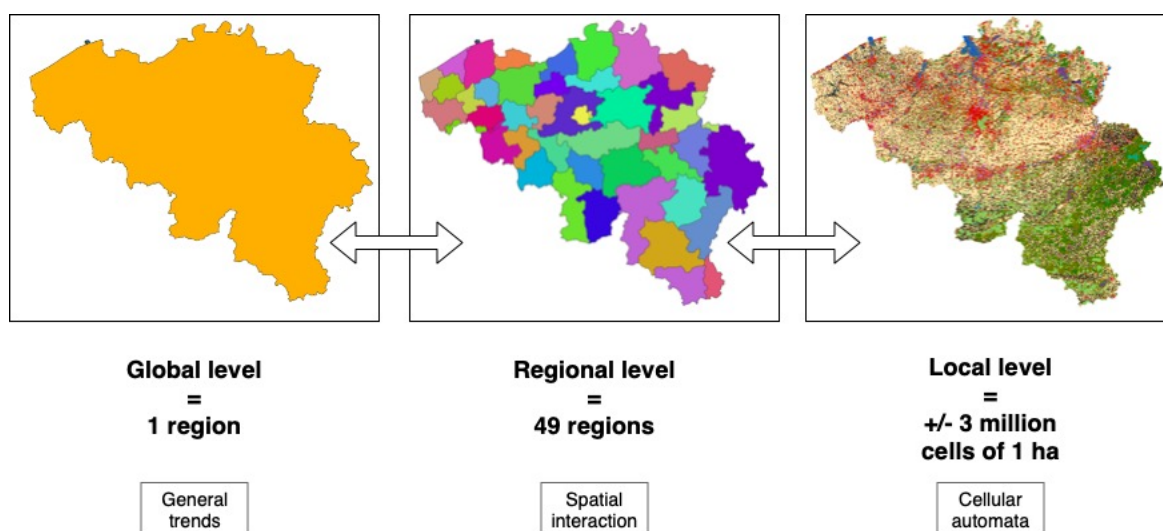 Global level
=
1 region
General
trends
Regional level
=
49 regions
Spatial
interaction
Local level
=
+/- 3 million
cells of 1 ha
Cellular
automata